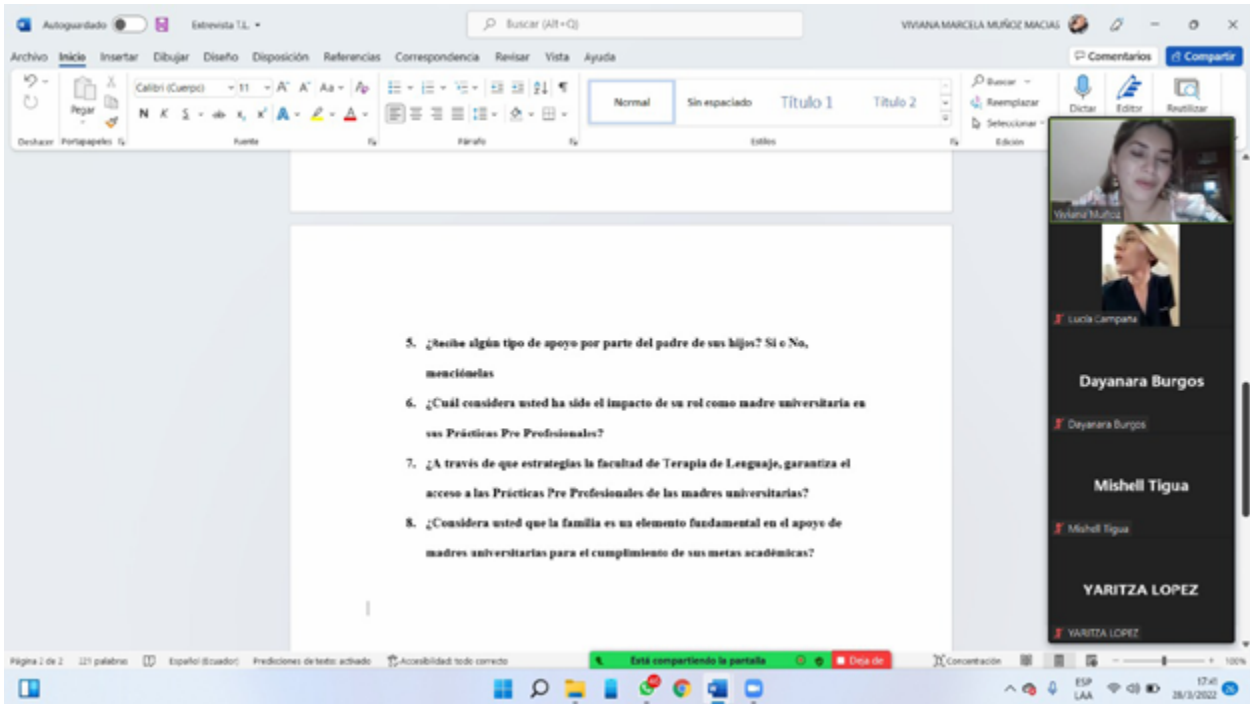 Autoguardado
Entrevista T.L.
Buscar (Alt+Q)
VIVIANA MARCELA MUÑOZ MACIAS
Archivo Inicio Insertar Dibujar Diseño Disposición Referencias Correspondencia Revisar Vista Ayuda
Comentarios
Compartir
Pegar
Calibri (Cuerpo) 11
N K S
Normal
Sin espaciado
Título 1
Título 2
Buscar
Reemplazar
Seleccionar
Dictar
Editor
Reutilizar
Deshacer
Portapapeles
Fuente
Párrafo
Estilos
Edición
5. ¿Recibe algún tipo de apoyo por parte del padre de sus hijos? Si o No,
menciónelas
6. ¿Cuál considera usted ha sido el impacto de su rol como madre universitaria en
sus Prácticas Pre Profesionales?
7. ¿A través de que estrategias la facultad de Terapia de Lenguaje, garantiza el
acceso a las Prácticas Pre Profesionales de las madres universitarias?
8. ¿Considera usted que la familia es un elemento fundamental en el apoyo de
madres universitarias para el cumplimiento de sus metas académicas?
Viviana Muñoz
Lucía Campaña
Dayanara Burgos
Dayanara Burgos
Mishell Tigua
Mishell Tigua
YARITZA LOPEZ
YARITZA LOPEZ
Página 2 de 2
221 palabras
Español (Ecuador)
Predicciones de texto: activado
Accesibilidad: todo correcto
Está compartiendo la pantalla
Deja de
Concentración
100%
ESP
LAA
17:41
28/3/2022